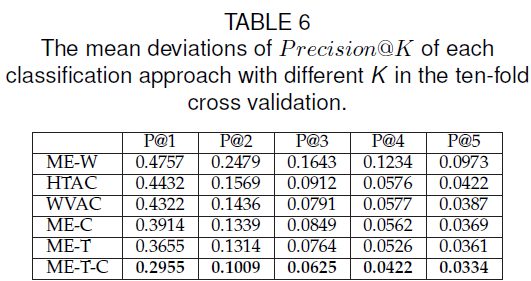 TABLE 6
The mean deviations of Precision@K of each
classification approach with different K in the ten-fold
cross validation.
P@1 P@2 P@3 P@4 P@5
ME-W 0.4757 0.2479 0.1643 0.1234 0.0973
HTAC 0.4432 0.1569 0.0912 0.0576 0.0422
WVAC 0.4322 0.1436 0.0791 0.0577 0.0387
ME-C 0.3914 0.1339 0.0849 0.0562 0.0369
ME-T 0.3655 0.1314 0.0764 0.0526 0.0361
ME-T-C 0.2955 0.1009 0.0625 0.0422 0.0334